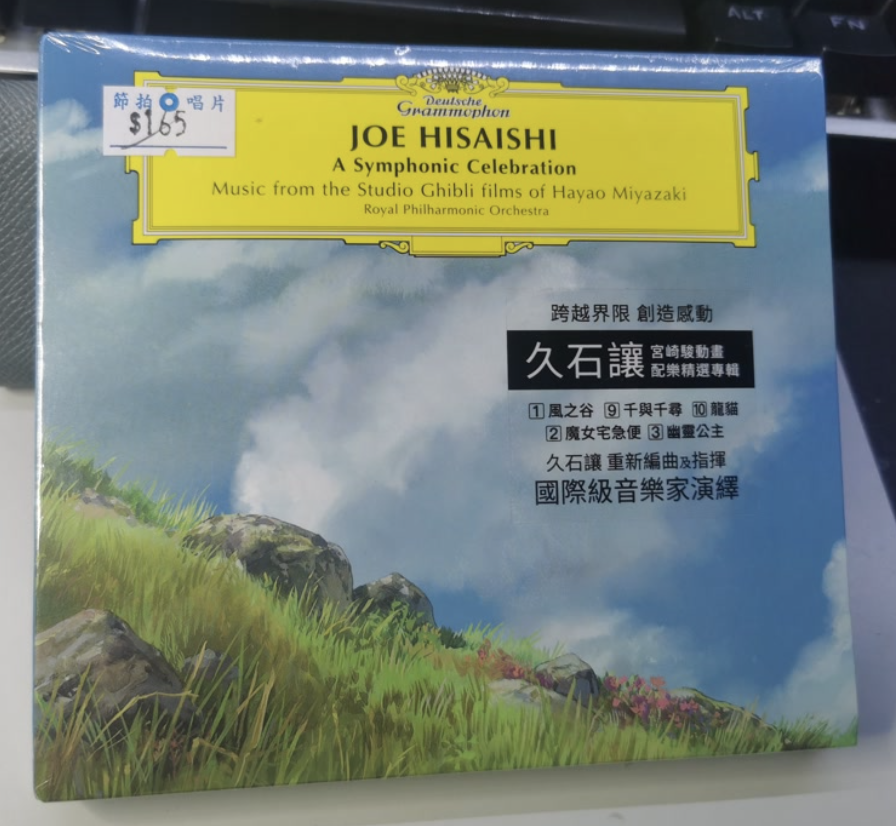 ALT
FN
節拍 唱片
$165
Deutsche
Grammophon
JOE HISAISHI
A Symphonic Celebration
Music from the Studio Ghibli films of Hayao Miyazaki
Royal Philharmonic Orchestra
跨越界限 創造感動
久石讓 宮崎駿動畫
配樂精選專輯
1 風之谷 9 千與千尋 10 龍貓
2 魔女宅急便 3 幽靈公主
久石讓 重新編曲及指揮
國際級音樂家演繹